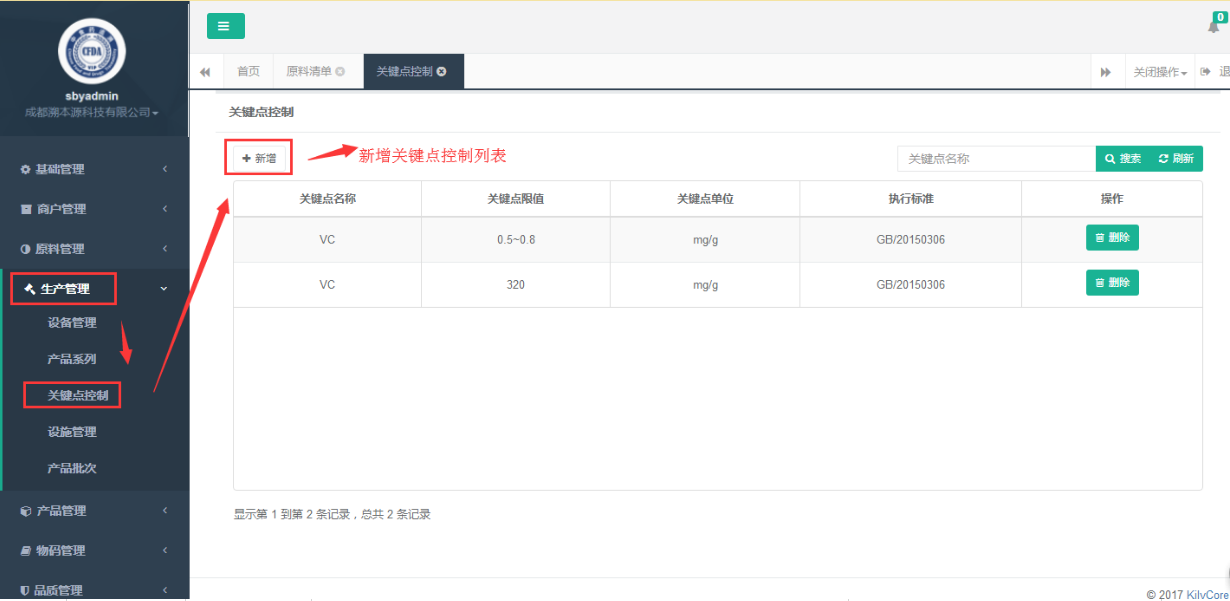 0
首页
原料清单
关键点控制
关闭操作
退
CFDA
sbyadmin
成都溯本源科技有限公司
基础管理
商户管理
原料管理
生产管理
设备管理
产品系列
关键点控制
设施管理
产品批次
产品管理
物码管理
品质管理
关键点控制
新增
新增关键点控制列表
关键点名称
搜索
刷新
关键点名称 关键点限值 关键点单位 执行标准 操作
VC 0.5~0.8 mg/g GB/20150306 删除
VC 320 mg/g GB/20150306 删除
显示第 1 到第 2 条记录，总共 2 条记录
© 2017 KilyCore